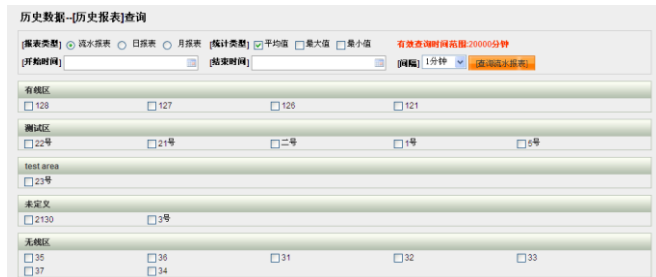 历史数据--[历史报表]查询
[报表类型] 流水报表 日报表 月报表 [统计类型] 平均值 最大值 最小值 有效查询时间范围:20000分钟
[开始时间] [结束时间] [间隔] 1分钟 [查询流水报表]
有线区
128 127 126 121
测试区
22号 21号 二号 1号 5号
test area
23号
未定义
2130 3号
无线区
35 36 31 32 33
37 34